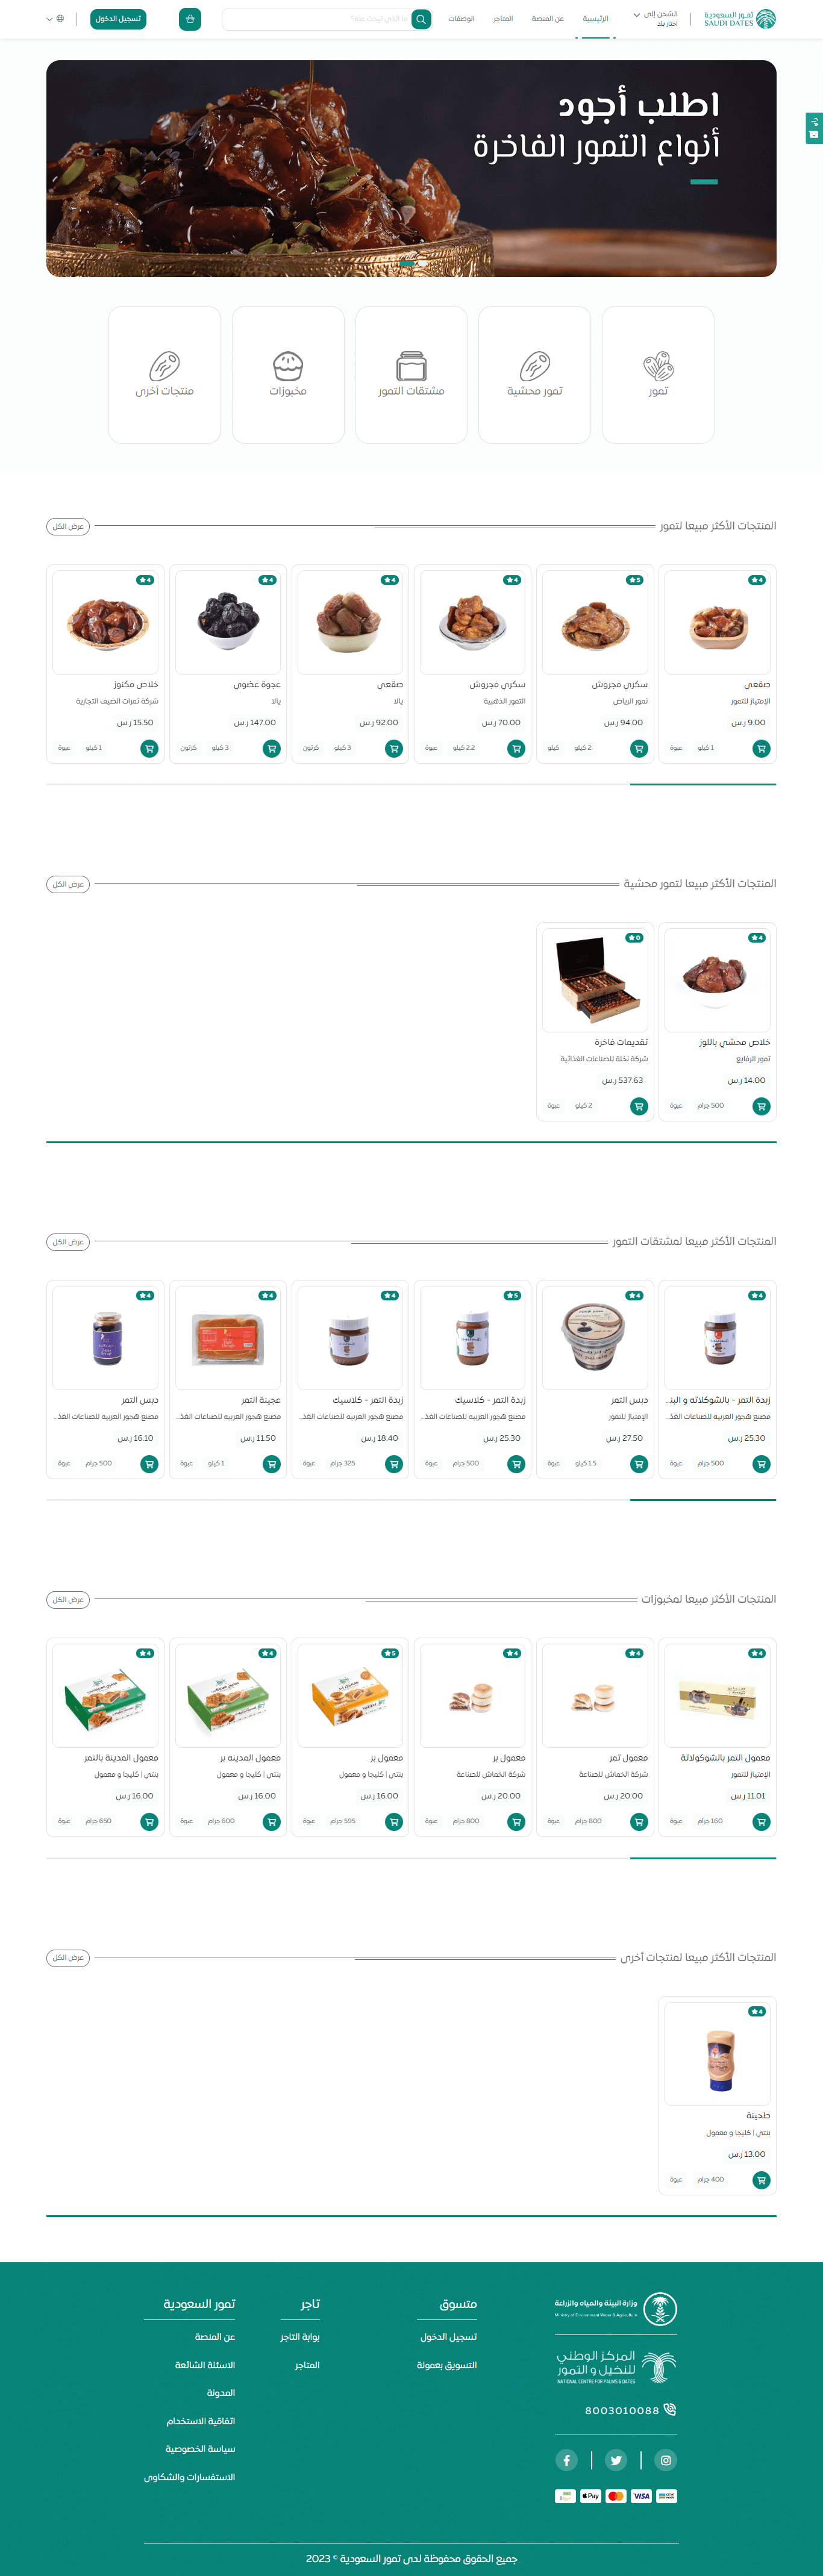 تمور السعودية
SAUDI DATES
الشحن إلى
اختار بلد
الرئيسية
عن المنصة
المتاجر
الوصفات
ما الذي تبحث عنه؟
تسجيل الدخول
اطلب أجود
أنواع التمور الفاخرة
تمور
تمور محشية
مشتقات التمور
مخبوزات
منتجات أخرى
المنتجات الأكثر مبيعا لتمور
عرض الكل
4
صقعي
الإمتياز للتمور
9.00 ر.س
1 كيلو
عبوة
5
سكري مجروش
تمور الرياض
94.00 ر.س
2 كيلو
كيلو
4
سكري مجروش
التمور الذهبية
70.00 ر.س
2.2 كيلو
عبوة
4
صقعي
يالا
92.00 ر.س
3 كيلو
كرتون
4
عجوة عضوي
يالا
147.00 ر.س
3 كيلو
كرتون
4
خلاص مكنوز
شركة ثمرات الضيف التجارية
15.50 ر.س
1 كيلو
عبوة
المنتجات الأكثر مبيعا لتمور محشية
عرض الكل
4
خلاص محشي باللوز
تمور الرفايع
14.00 ر.س
500 جرام
عبوة
0
تقديمات فاخرة
شركة نخلة للصناعات الغذائية
537.63 ر.س
2 كيلو
عبوة
المنتجات الأكثر مبيعا لمشتقات التمور
عرض الكل
4
زبدة التمر - بالشوكلاته و البن...
مصنع هجور العربيه للصناعات الغذ...
25.30 ر.س
500 جرام
عبوة
4
دبس التمر
الإمتياز للتمور
27.50 ر.س
1.5 كيلو
عبوة
5
زبدة التمر - كلاسيك
مصنع هجور العربيه للصناعات الغذ...
25.30 ر.س
500 جرام
عبوة
4
زبدة التمر - كلاسيك
مصنع هجور العربيه للصناعات الغذ...
18.40 ر.س
325 جرام
عبوة
4
عجينة التمر
مصنع هجور العربيه للصناعات الغذ...
11.50 ر.س
1 كيلو
عبوة
4
دبس التمر
مصنع هجور العربيه للصناعات الغذ...
16.10 ر.س
500 جرام
عبوة
المنتجات الأكثر مبيعا لمخبوزات
عرض الكل
4
معمول التمر بالشوكولاتة
الإمتياز للتمور
11.01 ر.س
160 جرام
عبوة
4
معمول تمر
شركة الخماش للصناعة
20.00 ر.س
800 جرام
عبوة
4
معمول بر
شركة الخماش للصناعة
20.00 ر.س
800 جرام
عبوة
5
معمول بر
بنتي | كليجا و معمول
16.00 ر.س
595 جرام
عبوة
4
معمول المدينه بر
بنتي | كليجا و معمول
16.00 ر.س
600 جرام
عبوة
4
معمول المدينة بالتمر
بنتي | كليجا و معمول
16.00 ر.س
650 جرام
عبوة
المنتجات الأكثر مبيعا لمنتجات أخرى
عرض الكل
4
طحينة
بنتي | كليجا و معمول
13.00 ر.س
400 جرام
عبوة
وزارة البيئة والمياه والزراعة
Ministry of Environment Water & Agriculture
المركز الوطني
للنخيل و التمور
NATIONAL CENTRE FOR PALMS & DATES
8003010088
Pay
VISA
متسوق
تسجيل الدخول
التسويق بعمولة
تاجر
بوابة التاجر
المتاجر
تمور السعودية
عن المنصة
الاسئلة الشائعة
المدونة
اتفاقية الاستخدام
سياسة الخصوصية
الاستفسارات والشكاوى
جميع الحقوق محفوظة لدى تمور السعودية © 2023